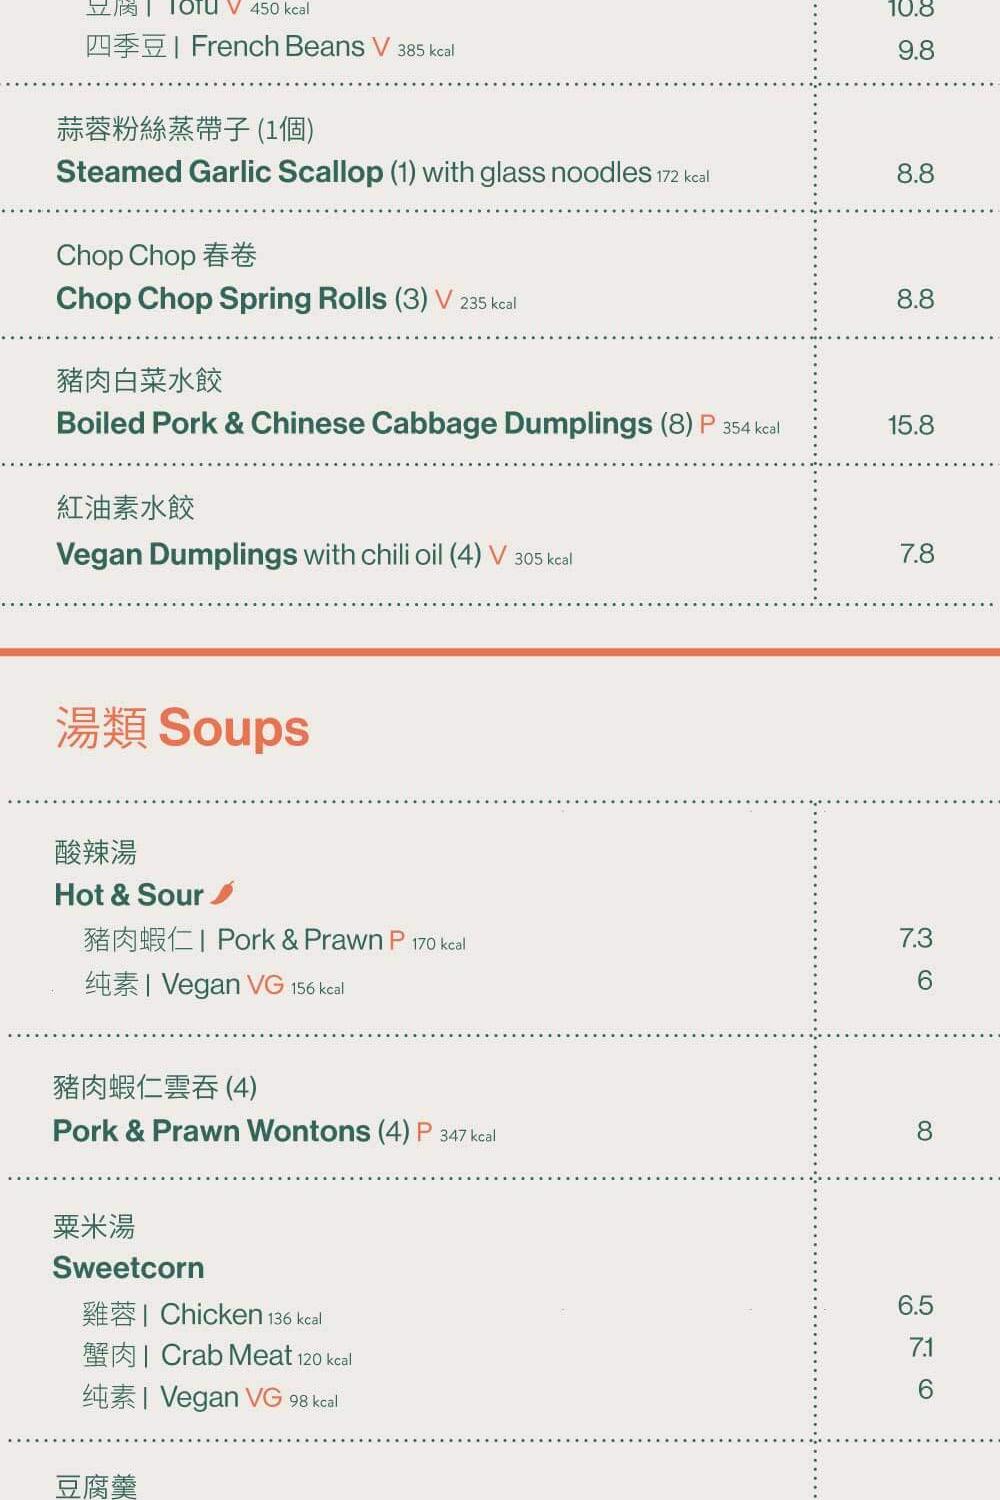 豆腐 | Tofu V 450 kcal 10.8
四季豆 | French Beans V 385 kcal 9.8
蒜蓉粉絲蒸帶子 (1個)
Steamed Garlic Scallop (1) with glass noodles 172 kcal 8.8
Chop Chop 春卷
Chop Chop Spring Rolls (3) V 235 kcal 8.8
豬肉白菜水餃
Boiled Pork & Chinese Cabbage Dumplings (8) P 354 kcal 15.8
紅油素水餃
Vegan Dumplings with chili oil (4) V 305 kcal 7.8
湯類 Soups
酸辣湯
Hot & Sour
豬肉蝦仁 | Pork & Prawn P 170 kcal 7.3
纯素 | Vegan VG 156 kcal 6
豬肉蝦仁雲吞 (4)
Pork & Prawn Wontons (4) P 347 kcal 8
粟米湯
Sweetcorn
雞蓉 | Chicken 136 kcal 6.5
蟹肉 | Crab Meat 120 kcal 7.1
纯素 | Vegan VG 98 kcal 6
豆腐羹